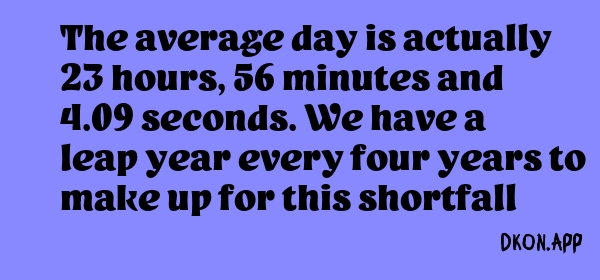 The average day is actually
23 hours, 56 minutes and
4.09 seconds. We have a
leap year every four years to
make up for this shortfall
DKON.APP